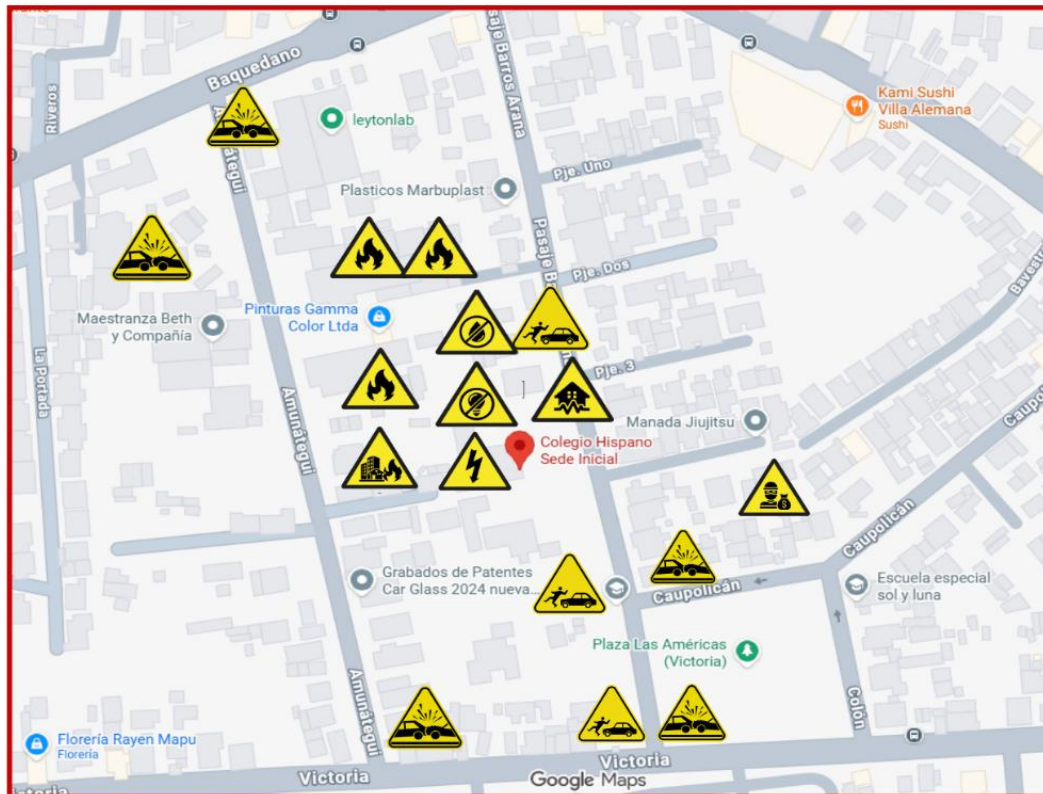 Baquedano
Riveros
leytonlab
Pasaje Barros Arana
Kami Sushi
Villa Alemana
Sushi
Plasticos Marbuplast
Pje. Uno
Pasaje Ba
Pje. Dos
Pinturas Gamma
Color Ltda
Maestranza Beth
y Compañía
La Portada
Amunátegui
Pje. 3
Manada Jiujitsu
Colegio Hispano
Sede Inicial
Caupolicán
Grabados de Patentes
Car Glass 2024 nueva...
Caupolicán
Escuela especial
sol y luna
Plaza Las Américas
(Victoria)
Amunátegui
Colón
Florería Rayen Mapu
Florería
Victoria
Victoria
Google Maps